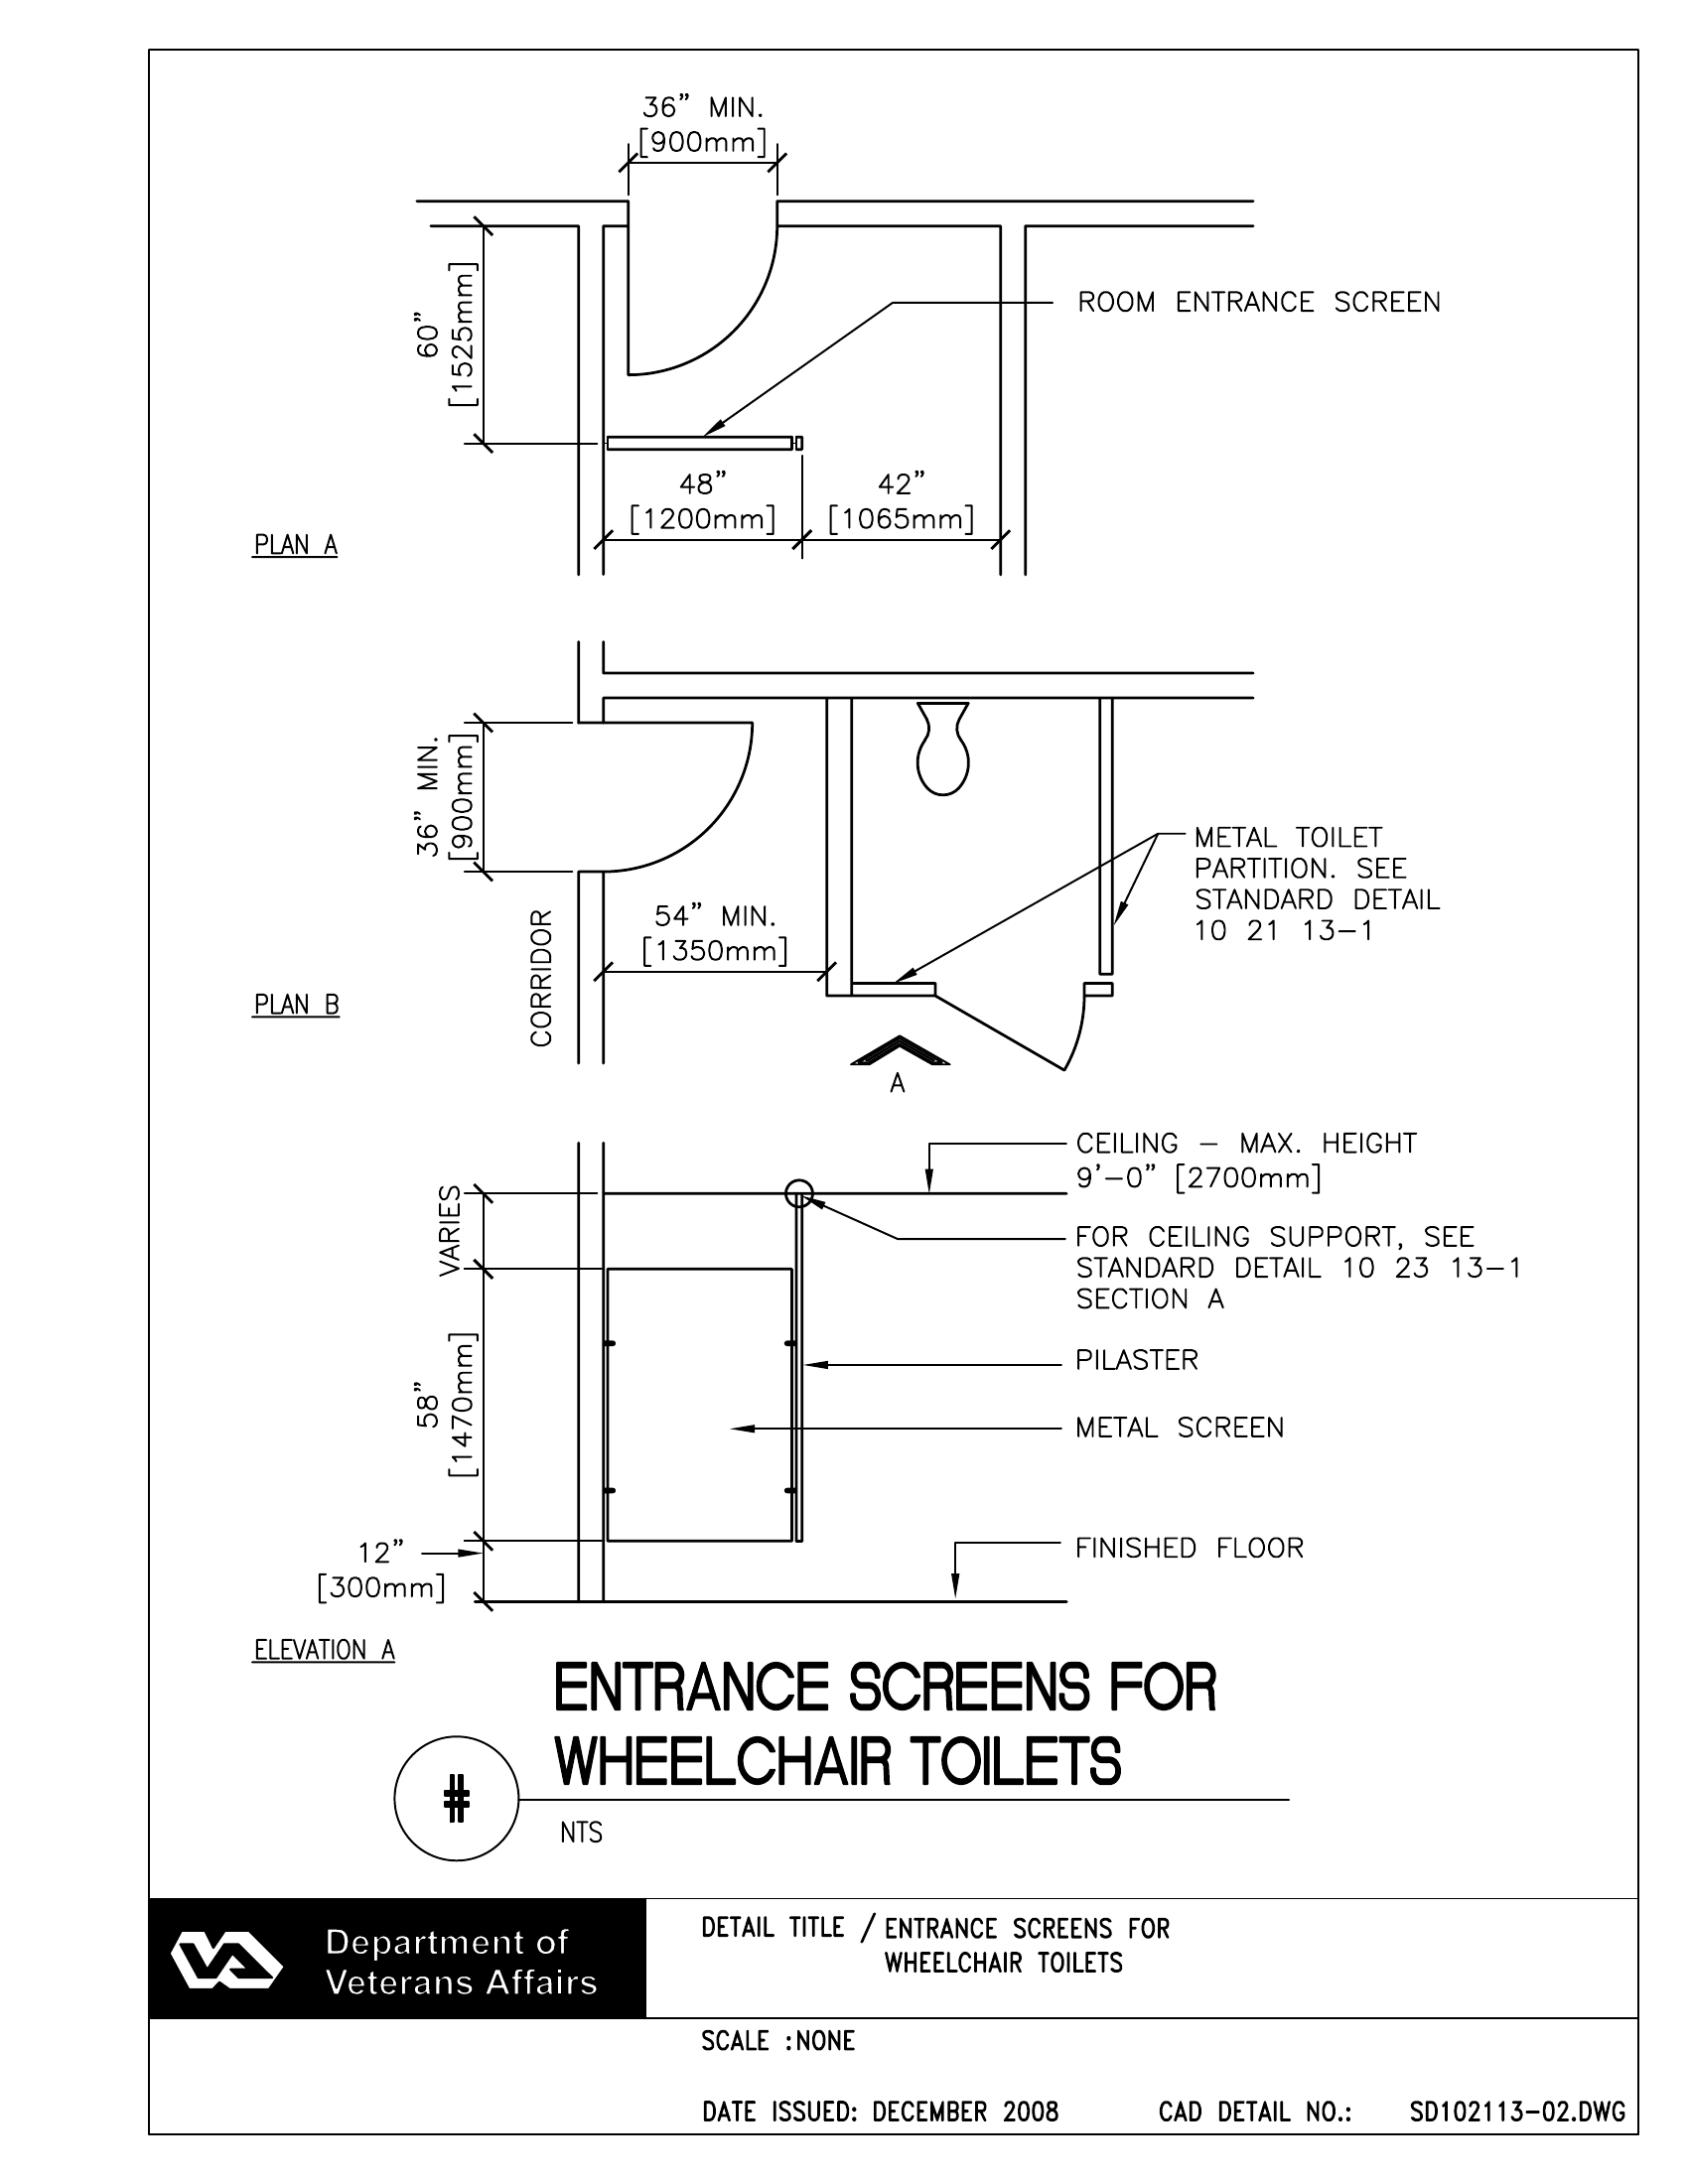 36” MIN.
[900mm]
60”
[1525mm]
ROOM ENTRANCE SCREEN
48”
[1200mm]
42”
[1065mm]
PLAN A
36” MIN.
[900mm]
METAL TOILET
PARTITION. SEE
STANDARD DETAIL
10 21 13-1
54” MIN.
[1350mm]
CORRIDOR
PLAN B
A
CEILING - MAX. HEIGHT
9'-0” [2700mm]
VARIES
FOR CEILING SUPPORT, SEE
STANDARD DETAIL 10 23 13-1
SECTION A
58”
[1470mm]
PILASTER
METAL SCREEN
12”
[300mm]
FINISHED FLOOR
ELEVATION A
ENTRANCE SCREENS FOR
WHEELCHAIR TOILETS
#
NTS
VA
Department of
Veterans Affairs
DETAIL TITLE / ENTRANCE SCREENS FOR
WHEELCHAIR TOILETS
SCALE :NONE
DATE ISSUED: DECEMBER 2008 CAD DETAIL NO.: SD102113-02.DWG